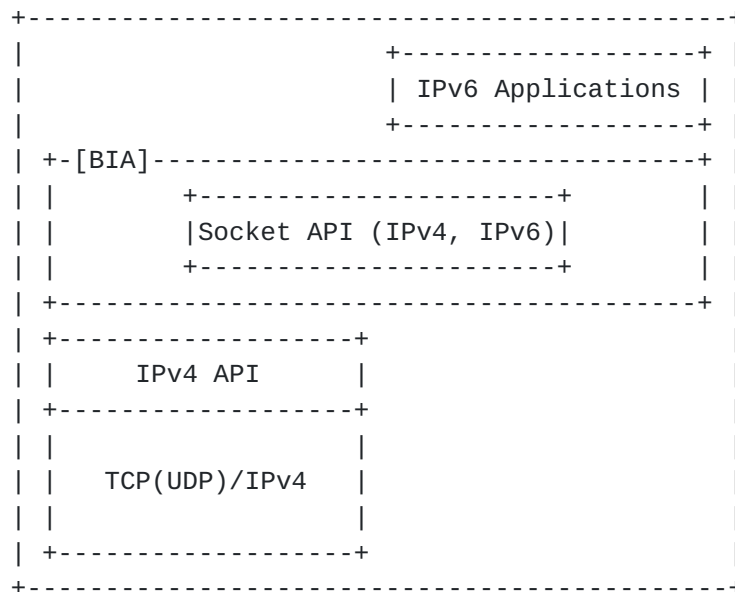 IPv6 Applications
[BIA]
Socket API (IPv4, IPv6)
IPv4 API
TCP(UDP)/IPv4